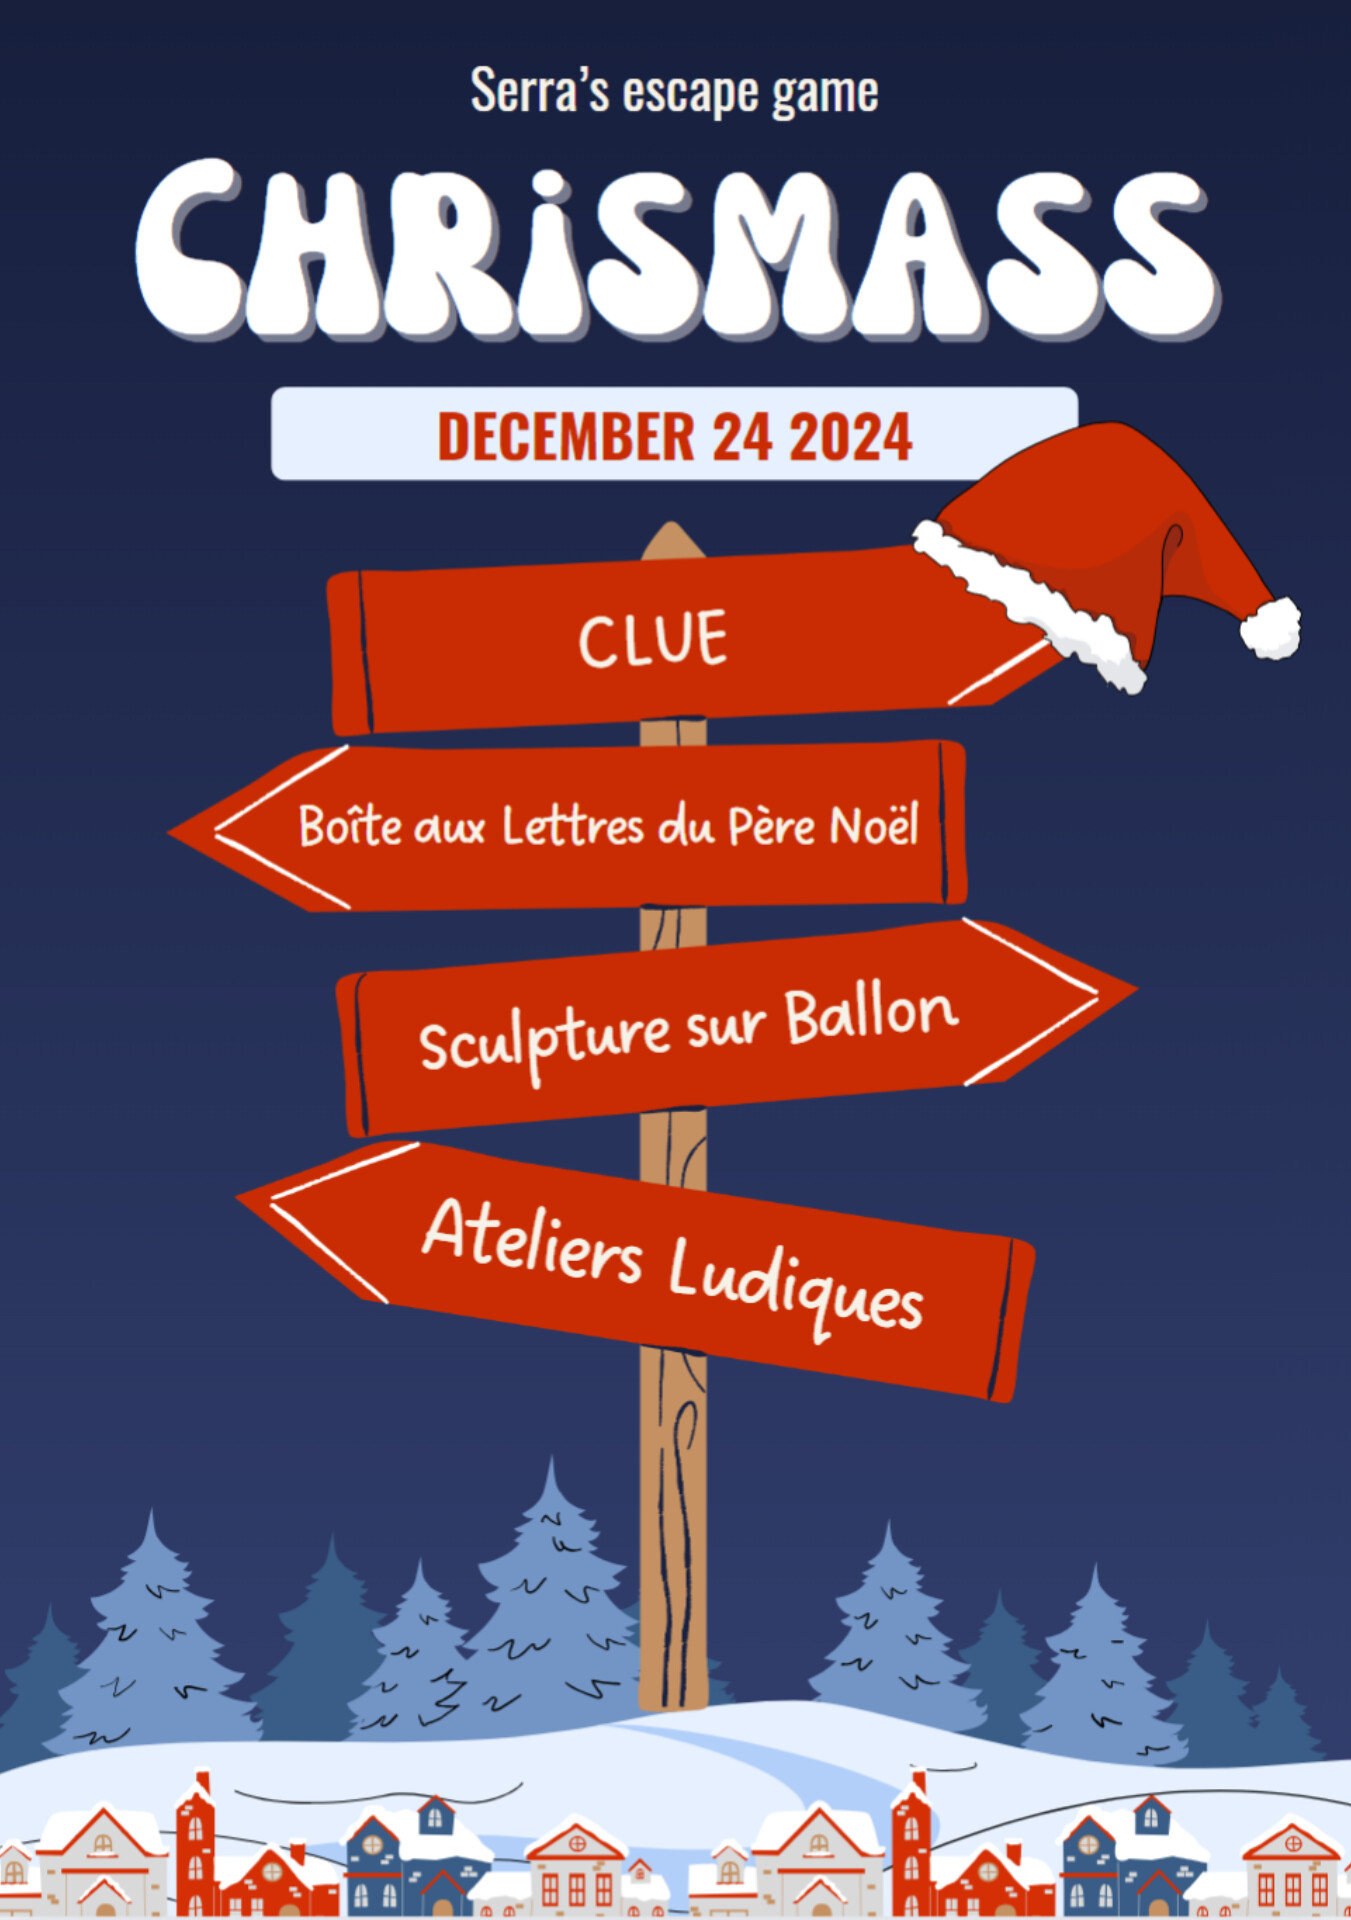 Serra’s escape game
CHRiSMASS
DECEMBER 24 2024
CLUE
Boîte aux Lettres du Père Noël
Sculpture sur Ballon
Ateliers Ludiques